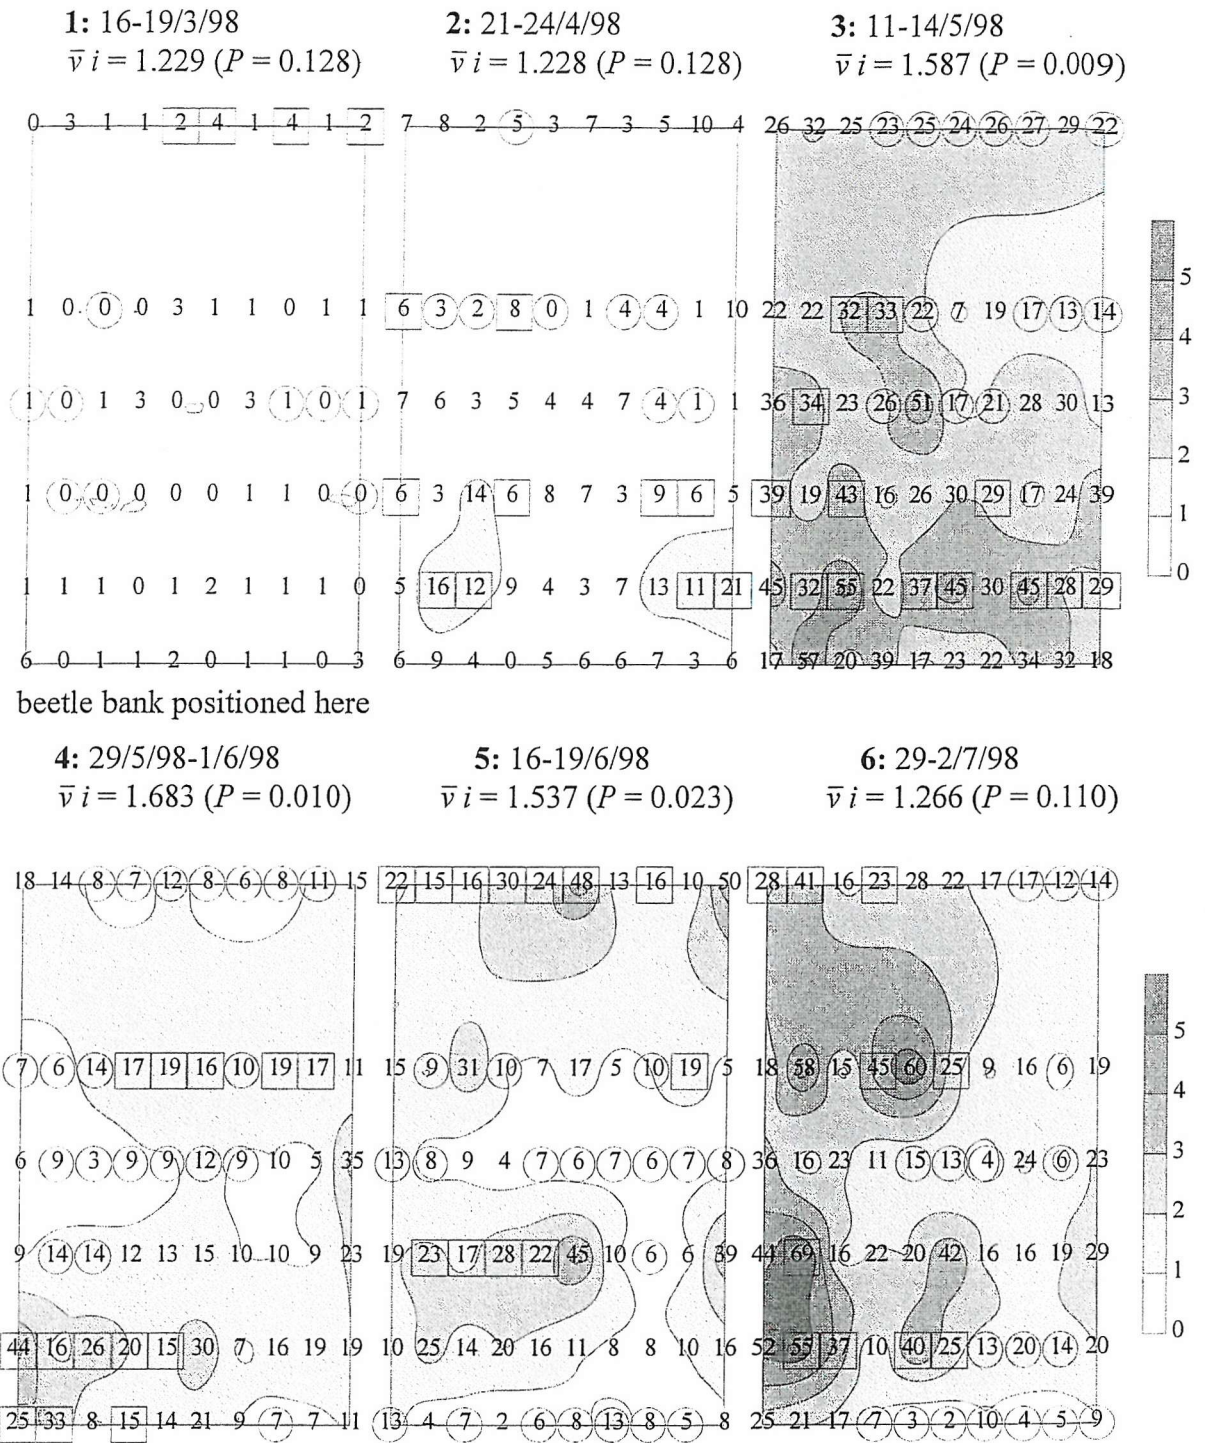 1: 16-19/3/98 2: 21-24/4/98 3: 11-14/5/98
v̅ i = 1.229 (P = 0.128) v̅ i = 1.228 (P = 0.128) v̅ i = 1.587 (P = 0.009)
0 3 1 1 2 4 1 4 1 2 7 8 2 5 3 7 3 5 10 4 26 32 25 23 25 24 26 27 29 22
5
1 0 0 0 3 1 1 0 1 1 6 3 2 8 0 1 4 4 1 10 22 22 32 33 22 7 19 17 13 14
4
1 0 1 3 0 0 3 1 0 1 7 6 3 5 4 4 7 4 1 1 36 34 23 26 51 17 21 28 30 13
3
2
1 0 0 0 0 0 1 1 0 0 6 3 14 6 8 7 3 9 6 5 39 19 43 16 26 30 29 17 24 39
1
1 1 1 0 1 2 1 1 1 0 5 16 12 9 4 3 7 13 11 21 45 32 55 22 37 45 30 45 28 29
0
6 0 1 1 2 0 1 1 0 3 6 9 4 0 5 6 6 7 3 6 17 57 20 39 17 23 22 34 32 18
beetle bank positioned here
4: 29/5/98-1/6/98 5: 16-19/6/98 6: 29-2/7/98
v̅ i = 1.683 (P = 0.010) v̅ i = 1.537 (P = 0.023) v̅ i = 1.266 (P = 0.110)
18 14 8 7 12 8 6 8 11 15 22 15 16 30 24 48 13 16 10 50 28 41 16 23 28 22 17 17 12 14
5
7 6 14 17 19 16 10 19 17 11 15 9 31 10 7 17 5 10 19 5 18 58 15 45 60 25 9 16 6 19
4
3
6 9 3 9 9 12 9 10 5 35 13 8 9 4 7 6 7 6 7 8 36 16 23 11 15 13 4 24 6 23
2
9 14 14 12 13 15 10 10 9 23 19 23 17 28 22 45 10 6 6 39 44 69 16 22 20 42 16 16 19 29
1
0
44 16 26 20 15 30 7 16 19 19 10 25 14 20 16 11 8 8 10 16 52 55 37 10 40 25 13 20 14 20
25 33 8 15 14 21 9 7 7 11 13 4 7 2 6 8 13 8 5 8 25 21 17 7 3 2 10 4 5 9